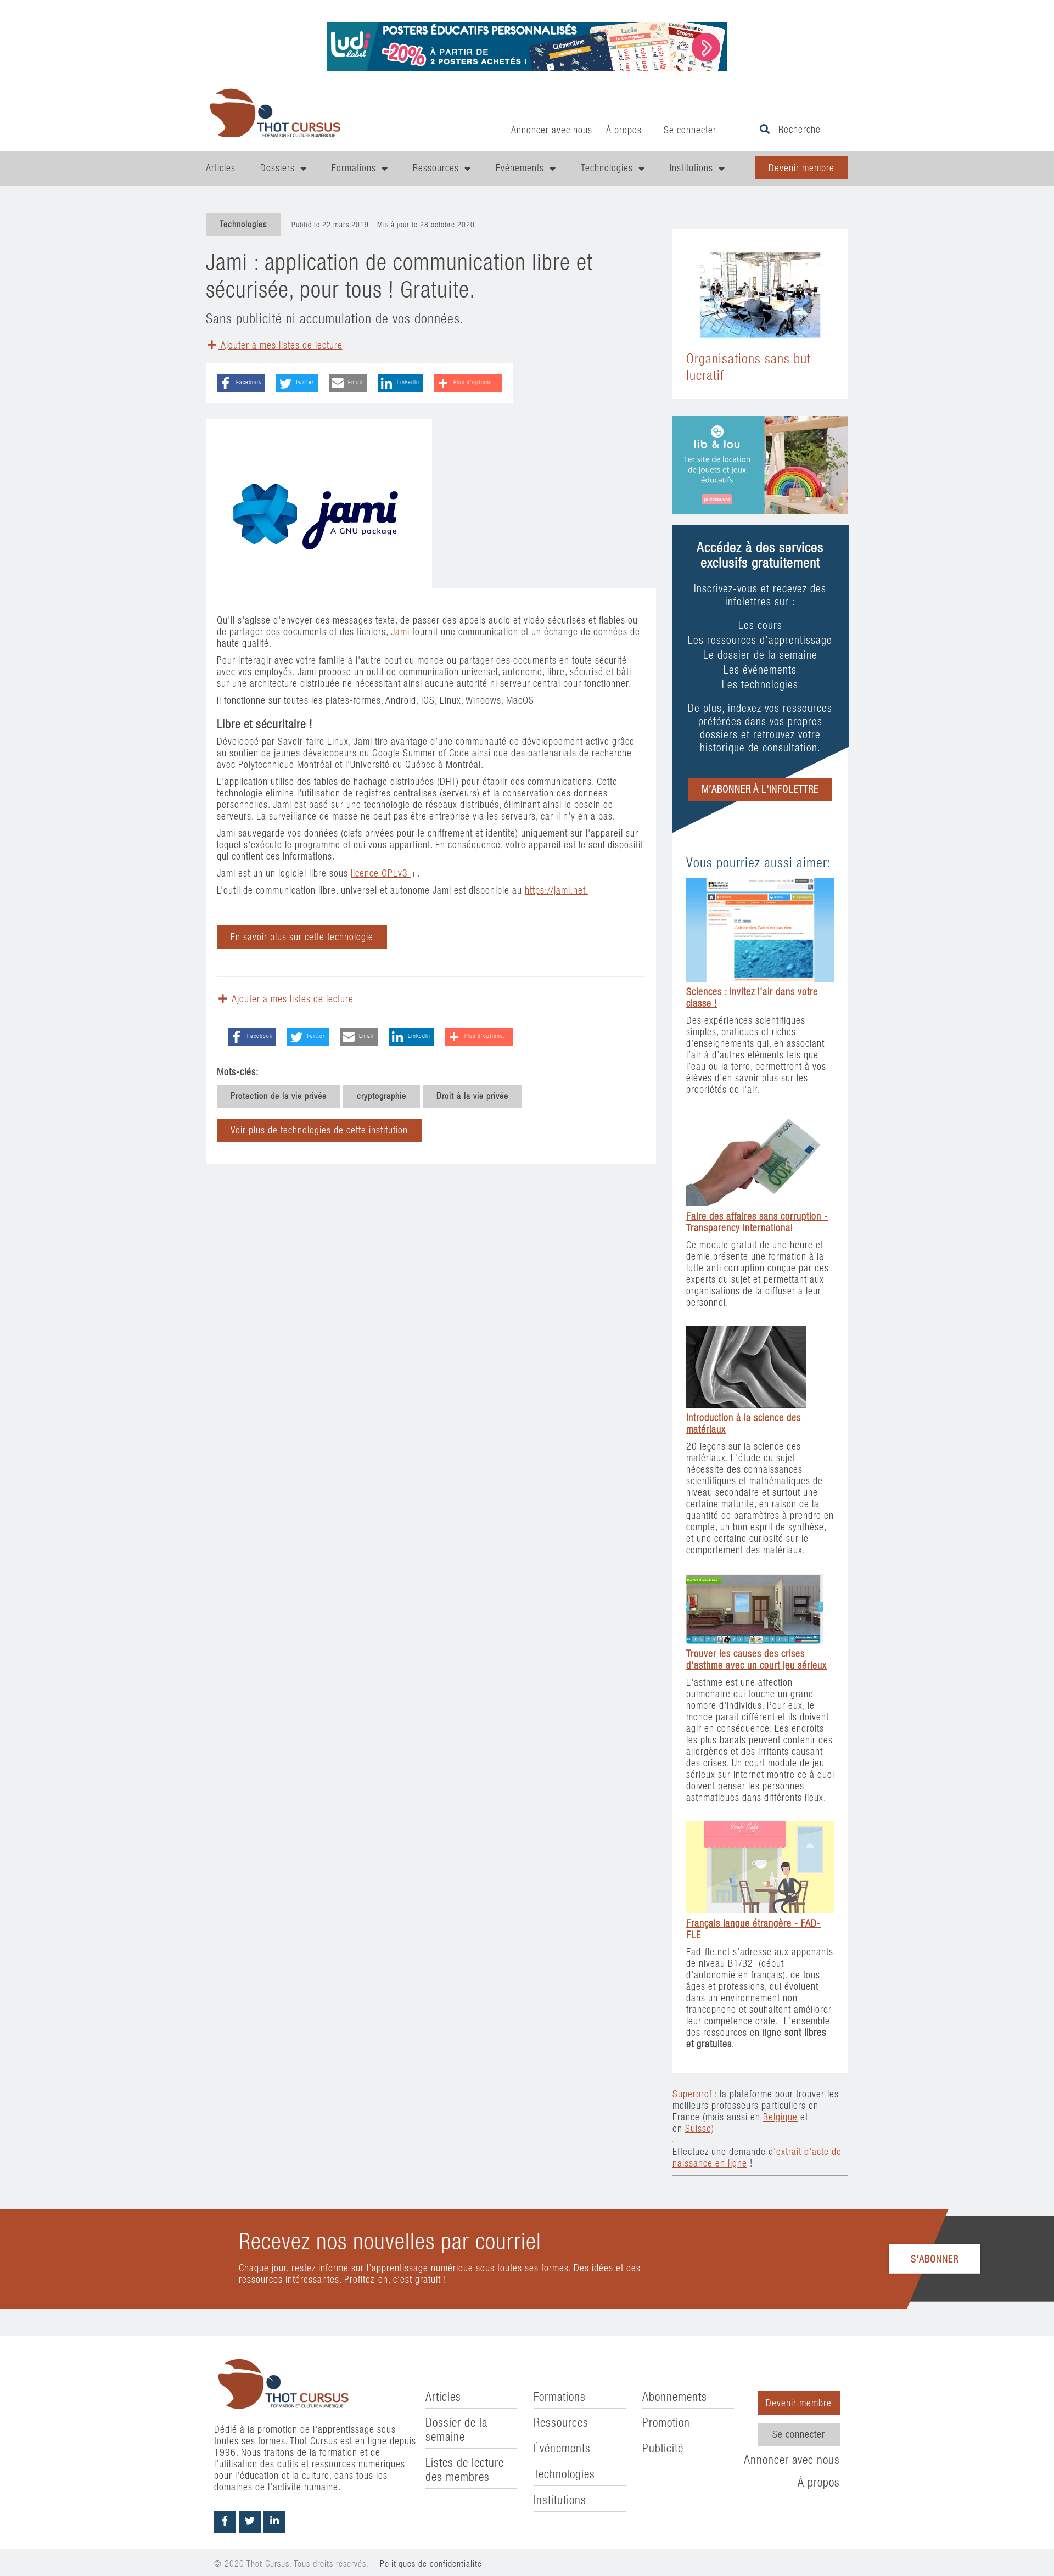 ludi label
POSTERS ÉDUCATIFS PERSONNALISÉS
-20% À PARTIR DE
2 POSTERS ACHETÉS !
THOT CURSUS
FORMATION ET CULTURE NUMÉRIQUE
Annoncer avec nous À propos | Se connecter Recherche
Articles Dossiers Formations Ressources Événements Technologies Institutions Devenir membre
Technologies Publié le 22 mars 2019 Mis à jour le 28 octobre 2020
Jami : application de communication libre et
sécurisée, pour tous ! Gratuite.
Sans publicité ni accumulation de vos données.
Ajouter à mes listes de lecture
Facebook Twitter Email LinkedIn Plus d'options...
jami
A GNU package
Qu'il s'agisse d'envoyer des messages texte, de passer des appels audio et vidéo sécurisés et fiables ou
de partager des documents et des fichiers, Jami fournit une communication et un échange de données de
haute qualité.
Pour interagir avec votre famille à l'autre bout du monde ou partager des documents en toute sécurité
avec vos employés, Jami propose un outil de communication universel, autonome, libre, sécurisé et bâti
sur une architecture distribuée ne nécessitant ainsi aucune autorité ni serveur central pour fonctionner.
Il fonctionne sur toutes les plates-formes, Android, iOS, Linux, Windows, MacOS
Libre et sécuritaire !
Développé par Savoir-faire Linux, Jami tire avantage d'une communauté de développement active grâce
au soutien de jeunes développeurs du Google Summer of Code ainsi que des partenariats de recherche
avec Polytechnique Montréal et l'Université du Québec à Montréal.
L'application utilise des tables de hachage distribuées (DHT) pour établir des communications. Cette
technologie élimine l'utilisation de registres centralisés (serveurs) et la conservation des données
personnelles. Jami est basé sur une technologie de réseaux distribués, éliminant ainsi le besoin de
serveurs. La surveillance de masse ne peut pas être entreprise via les serveurs, car il n'y en a pas.
Jami sauvegarde vos données (clefs privées pour le chiffrement et identité) uniquement sur l'appareil sur
lequel s'exécute le programme et qui vous appartient. En conséquence, votre appareil est le seul dispositif
qui contient ces informations.
Jami est un un logiciel libre sous licence GPLv3 +.
L'outil de communication libre, universel et autonome Jami est disponible au https://jami.net.
En savoir plus sur cette technologie
Ajouter à mes listes de lecture
Facebook Twitter Email LinkedIn Plus d'options...
Mots-clés:
Protection de la vie privée cryptographie Droit à la vie privée
Voir plus de technologies de cette institution
Organisations sans but
lucratif
lib & lou
1er site de location
de jouets et jeux
éducatifs
Je découvre
Accédez à des services
exclusifs gratuitement
Inscrivez-vous et recevez des
infolettres sur :
Les cours
Les ressources d'apprentissage
Le dossier de la semaine
Les événements
Les technologies
De plus, indexez vos ressources
préférées dans vos propres
dossiers et retrouvez votre
historique de consultation.
M'ABONNER À L'INFOLETTRE
Vous pourriez aussi aimer:
Sciences : Invitez l'air dans votre
classe !
Des expériences scientifiques
simples, pratiques et riches
d'enseignements qui, en associant
l'air à d'autres éléments tels que
l'eau ou la terre, permettront à vos
élèves d'en savoir plus sur les
propriétés de l'air.
Faire des affaires sans corruption -
Transparency International
Ce module gratuit de une heure et
demie présente une formation à la
lutte anti corruption conçue par des
experts du sujet et permettant aux
organisations de la diffuser à leur
personnel.
Introduction à la science des
matériaux
20 leçons sur la science des
matériaux. L'étude du sujet
nécessite des connaissances
scientifiques et mathématiques de
niveau secondaire et surtout une
certaine maturité, en raison de la
quantité de paramètres à prendre en
compte, un bon esprit de synthèse,
et une certaine curiosité sur le
comportement des matériaux.
Trouver les causes des crises
d'asthme avec un court jeu sérieux
L'asthme est une affection
pulmonaire qui touche un grand
nombre d'individus. Pour eux, le
monde parait différent et ils doivent
agir en conséquence. Les endroits
les plus banals peuvent contenir des
allergènes et des irritants causant
des crises. Un court module de jeu
sérieux sur Internet montre ce à quoi
doivent penser les personnes
asthmatiques dans différents lieux.
Français langue étrangère - FAD-
FLE
Fad-fle.net s'adresse aux apprenants
de niveau B1/B2 (début
d'autonomie en français), de tous
âges et professions, qui évoluent
dans un environnement non
francophone et souhaitent améliorer
leur compétence orale. L'ensemble
des ressources en ligne sont libres
et gratuites.
Superprof : la plateforme pour trouver les
meilleurs professeurs particuliers en
France (mais aussi en Belgique et
en Suisse)
Effectuez une demande d'extrait d'acte de
naissance en ligne !
Recevez nos nouvelles par courriel
Chaque jour, restez informé sur l'apprentissage numérique sous toutes ses formes. Des idées et des
ressources intéressantes. Profitez-en, c'est gratuit !
S'ABONNER
THOT CURSUS
FORMATION ET CULTURE NUMÉRIQUE
Dédié à la promotion de l'apprentissage sous
toutes ses formes, Thot Cursus est en ligne depuis
1996. Nous traitons de la formation et de
l'utilisation des outils et ressources numériques
pour l'éducation et la culture, dans tous les
domaines de l'activité humaine.
Articles
Dossier de la
semaine
Listes de lecture
des membres
Formations
Ressources
Événements
Technologies
Institutions
Abonnements
Promotion
Publicité
Devenir membre
Se connecter
Annoncer avec nous
À propos
© 2020 Thot Cursus. Tous droits réservés. Politiques de confidentialité